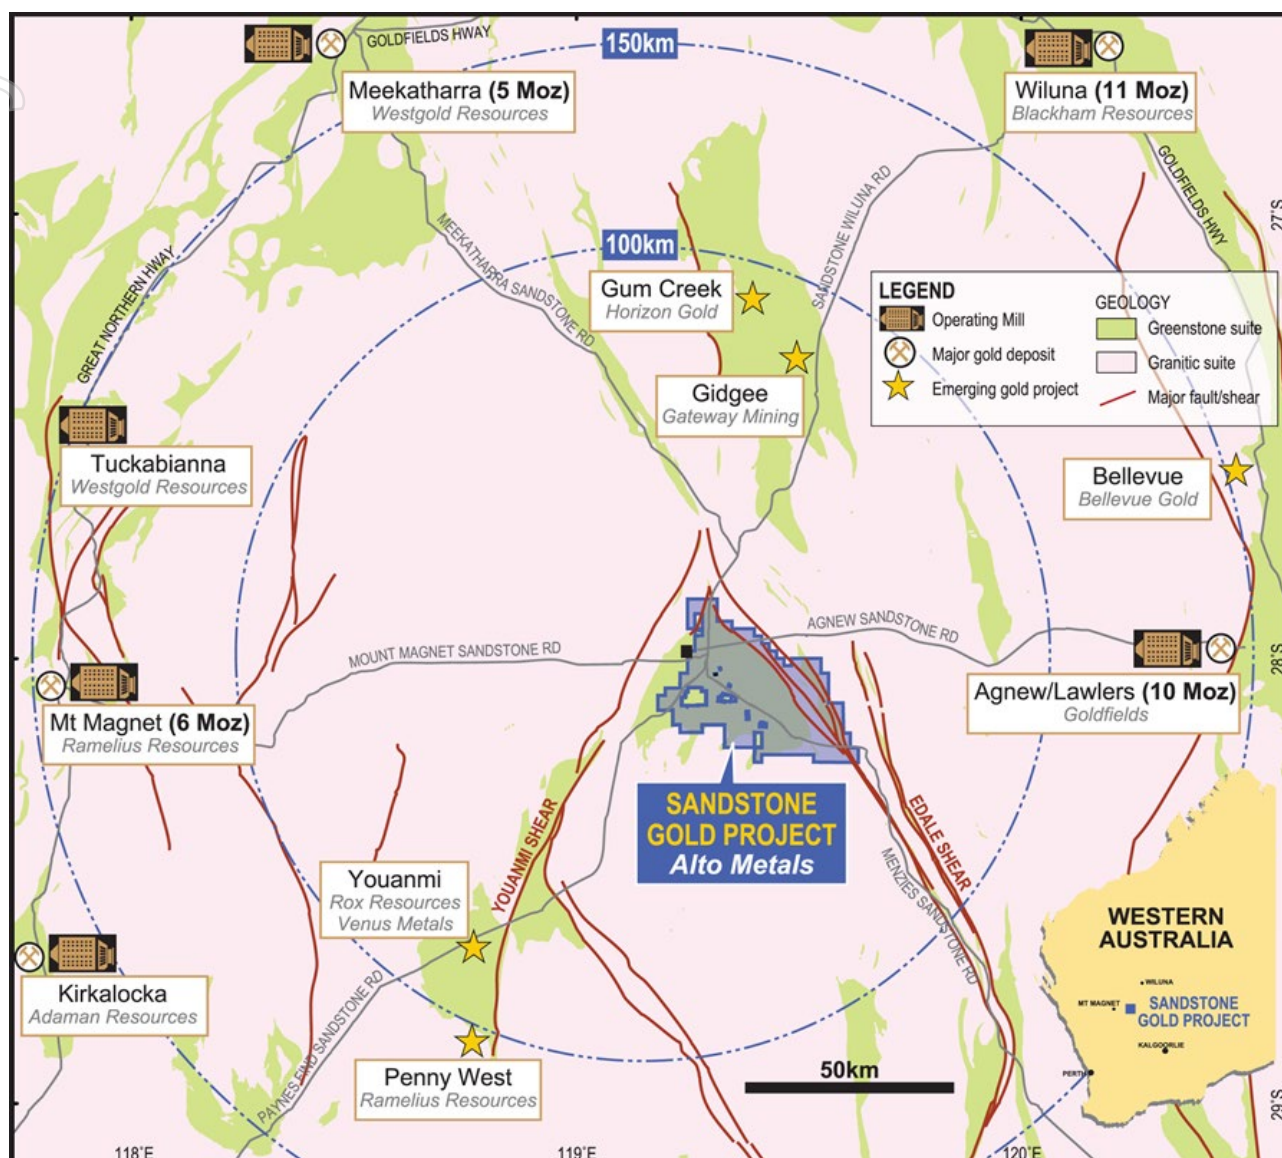 GOLDFIELDS HWAY
150km
Meekatharra (5 Moz)
Westgold Resources
Wiluna (11 Moz)
Blackham Resources
GOLDFIELDS HWY
27°S
MEEKATHARRA SANDSTONE RD
SANDSTONE WILUNA RD
100km
GREAT NORTHERN HWAY
Gum Creek
Horizon Gold
Gidgee
Gateway Mining
LEGEND
Operating Mill
Major gold deposit
Emerging gold project
GEOLOGY
Greenstone suite
Granitic suite
Major fault/shear
Tuckabianna
Westgold Resources
Bellevue
Bellevue Gold
MOUNT MAGNET SANDSTONE RD
AGNEW SANDSTONE RD
28°S
Mt Magnet (6 Moz)
Ramelius Resources
Agnew/Lawlers (10 Moz)
Goldfields
SANDSTONE
GOLD PROJECT
Alto Metals
YOUANMI SHEAR
EDALE SHEAR
MENZIES SANDSTONE RD
Youanmi
Rox Resources
Venus Metals
Kirkalocka
Adaman Resources
PAYNES FIND SANDSTONE RD
Penny West
Ramelius Resources
50km
WESTERN
AUSTRALIA
WILUNA
MT MAGNET
SANDSTONE
GOLD PROJECT
KALGOORLIE
PERTH
29°S
118°E
119°E
120°E